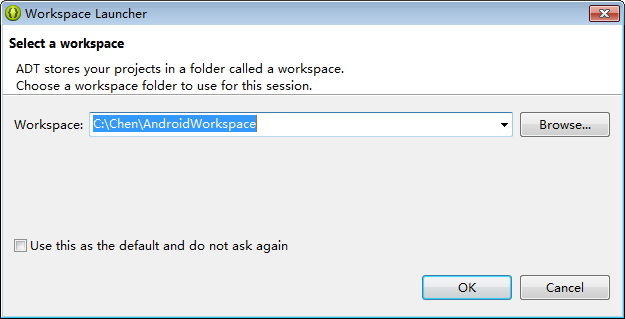 Workspace Launcher
Select a workspace
ADT stores your projects in a folder called a workspace.
Choose a workspace folder to use for this session.
Workspace: C:\Chen\AndroidWorkspace Browse...
Use this as the default and do not ask again
OK Cancel